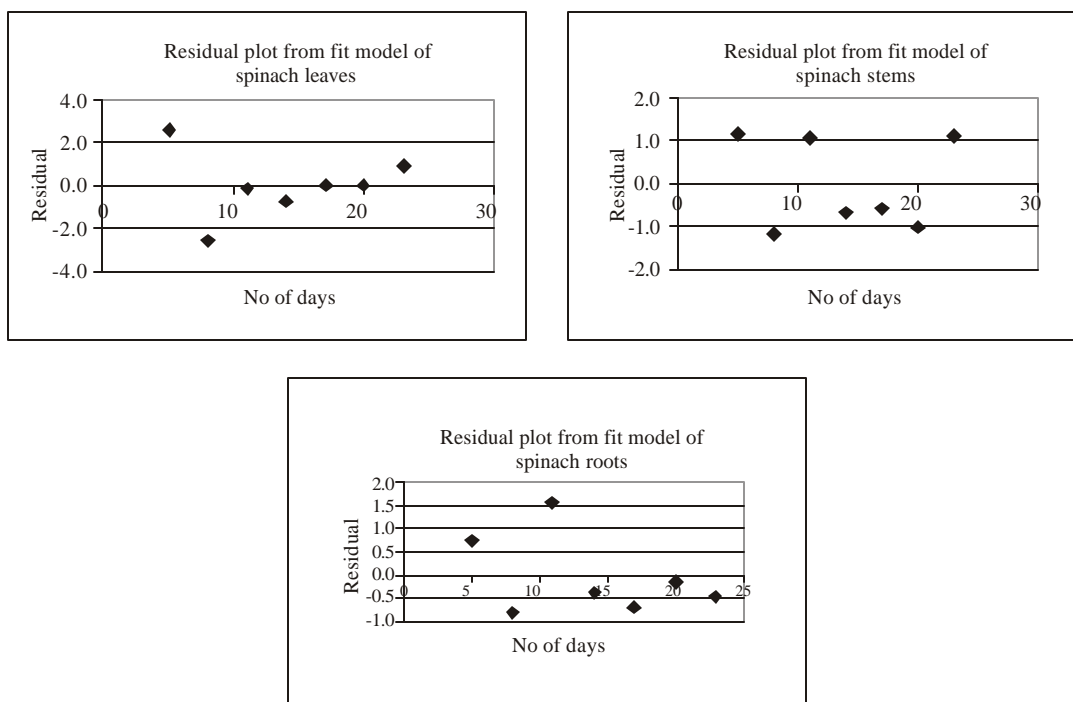 Residual plot from fit model of
spinach leaves
4.0
2.0
0.0
-2.0
-4.0
Residual
0
10
20
30
No of days
Residual plot from fit model of
spinach stems
2.0
1.0
0.0
-1.0
-2.0
Residual
0
10
20
30
No of days
Residual plot from fit model of
spinach roots
2.0
1.5
1.0
0.5
0.0
-0.5
-1.0
Residual
0
5
10
15
20
25
No of days